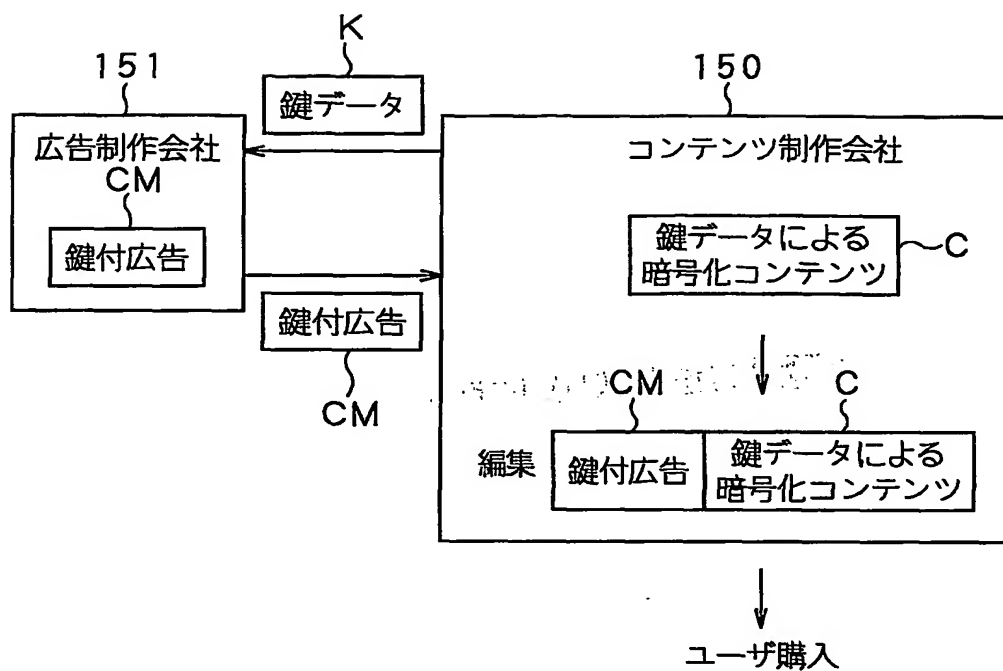 K
151
鍵データ
150
広告制作会社
CM
鍵付広告
コンテンツ制作会社
鍵データによる
暗号化コンテンツ
C
鍵付広告
CM
CM
C
編集
鍵付広告
鍵データによる
暗号化コンテンツ
ユーザ購入